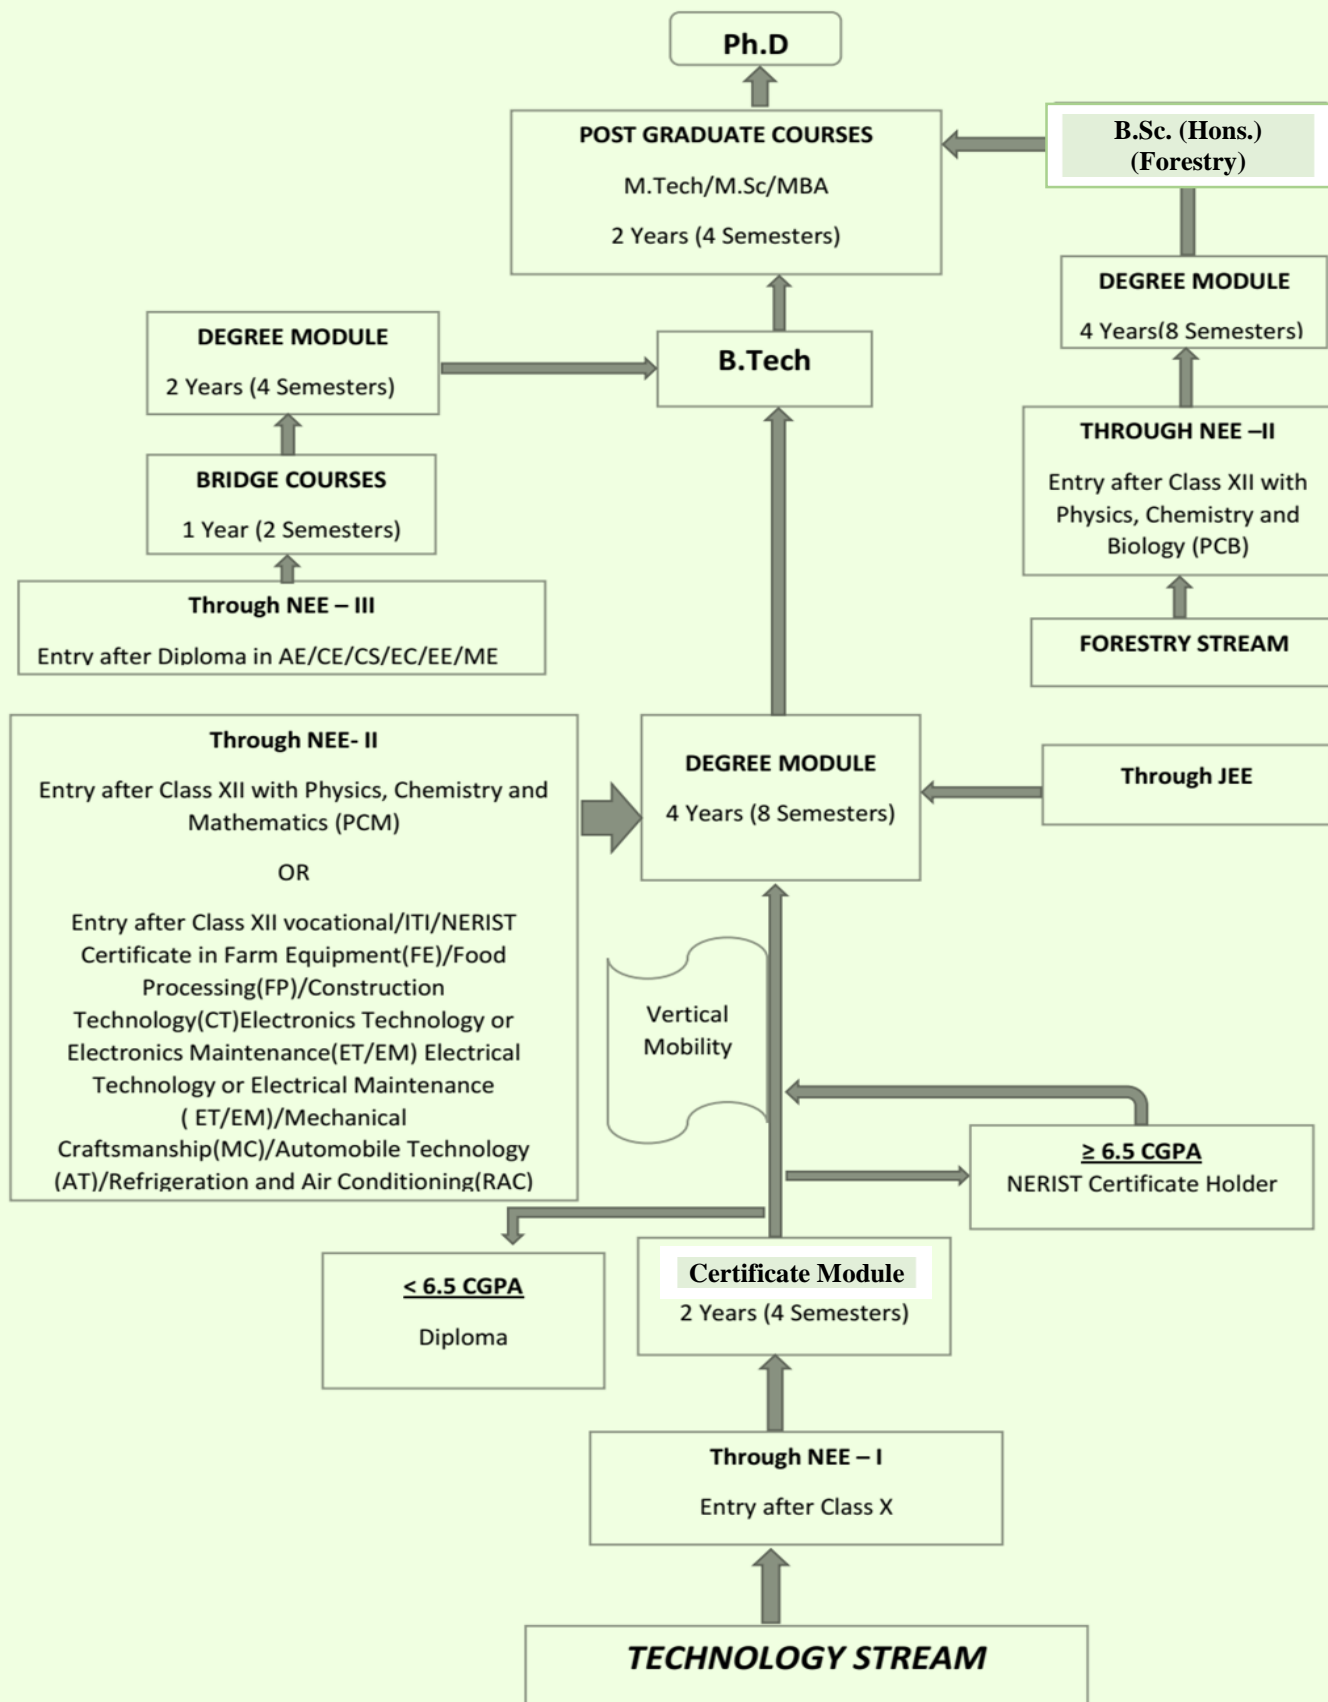 Ph.D
POST GRADUATE COURSES
M.Tech/M.Sc/MBA
2 Years (4 Semesters)
B.Sc. (Hons.)
(Forestry)
DEGREE MODULE
4 Years(8 Semesters)
DEGREE MODULE
2 Years (4 Semesters)
B.Tech
THROUGH NEE –II
Entry after Class XII with
Physics, Chemistry and
Biology (PCB)
BRIDGE COURSES
1 Year (2 Semesters)
Through NEE – III
Entry after Diploma in AE/CE/CS/EC/EE/ME
FORESTRY STREAM
Through NEE- II
Entry after Class XII with Physics, Chemistry and
Mathematics (PCM)
OR
Entry after Class XII vocational/ITI/NERIST
Certificate in Farm Equipment(FE)/Food
Processing(FP)/Construction
Technology(CT)Electronics Technology or
Electronics Maintenance(ET/EM) Electrical
Technology or Electrical Maintenance
( ET/EM)/Mechanical
Craftsmanship(MC)/Automobile Technology
(AT)/Refrigeration and Air Conditioning(RAC)
DEGREE MODULE
4 Years (8 Semesters)
Through JEE
Vertical
Mobility
≥ 6.5 CGPA
NERIST Certificate Holder
< 6.5 CGPA
Diploma
Certificate Module
2 Years (4 Semesters)
Through NEE – I
Entry after Class X
TECHNOLOGY STREAM